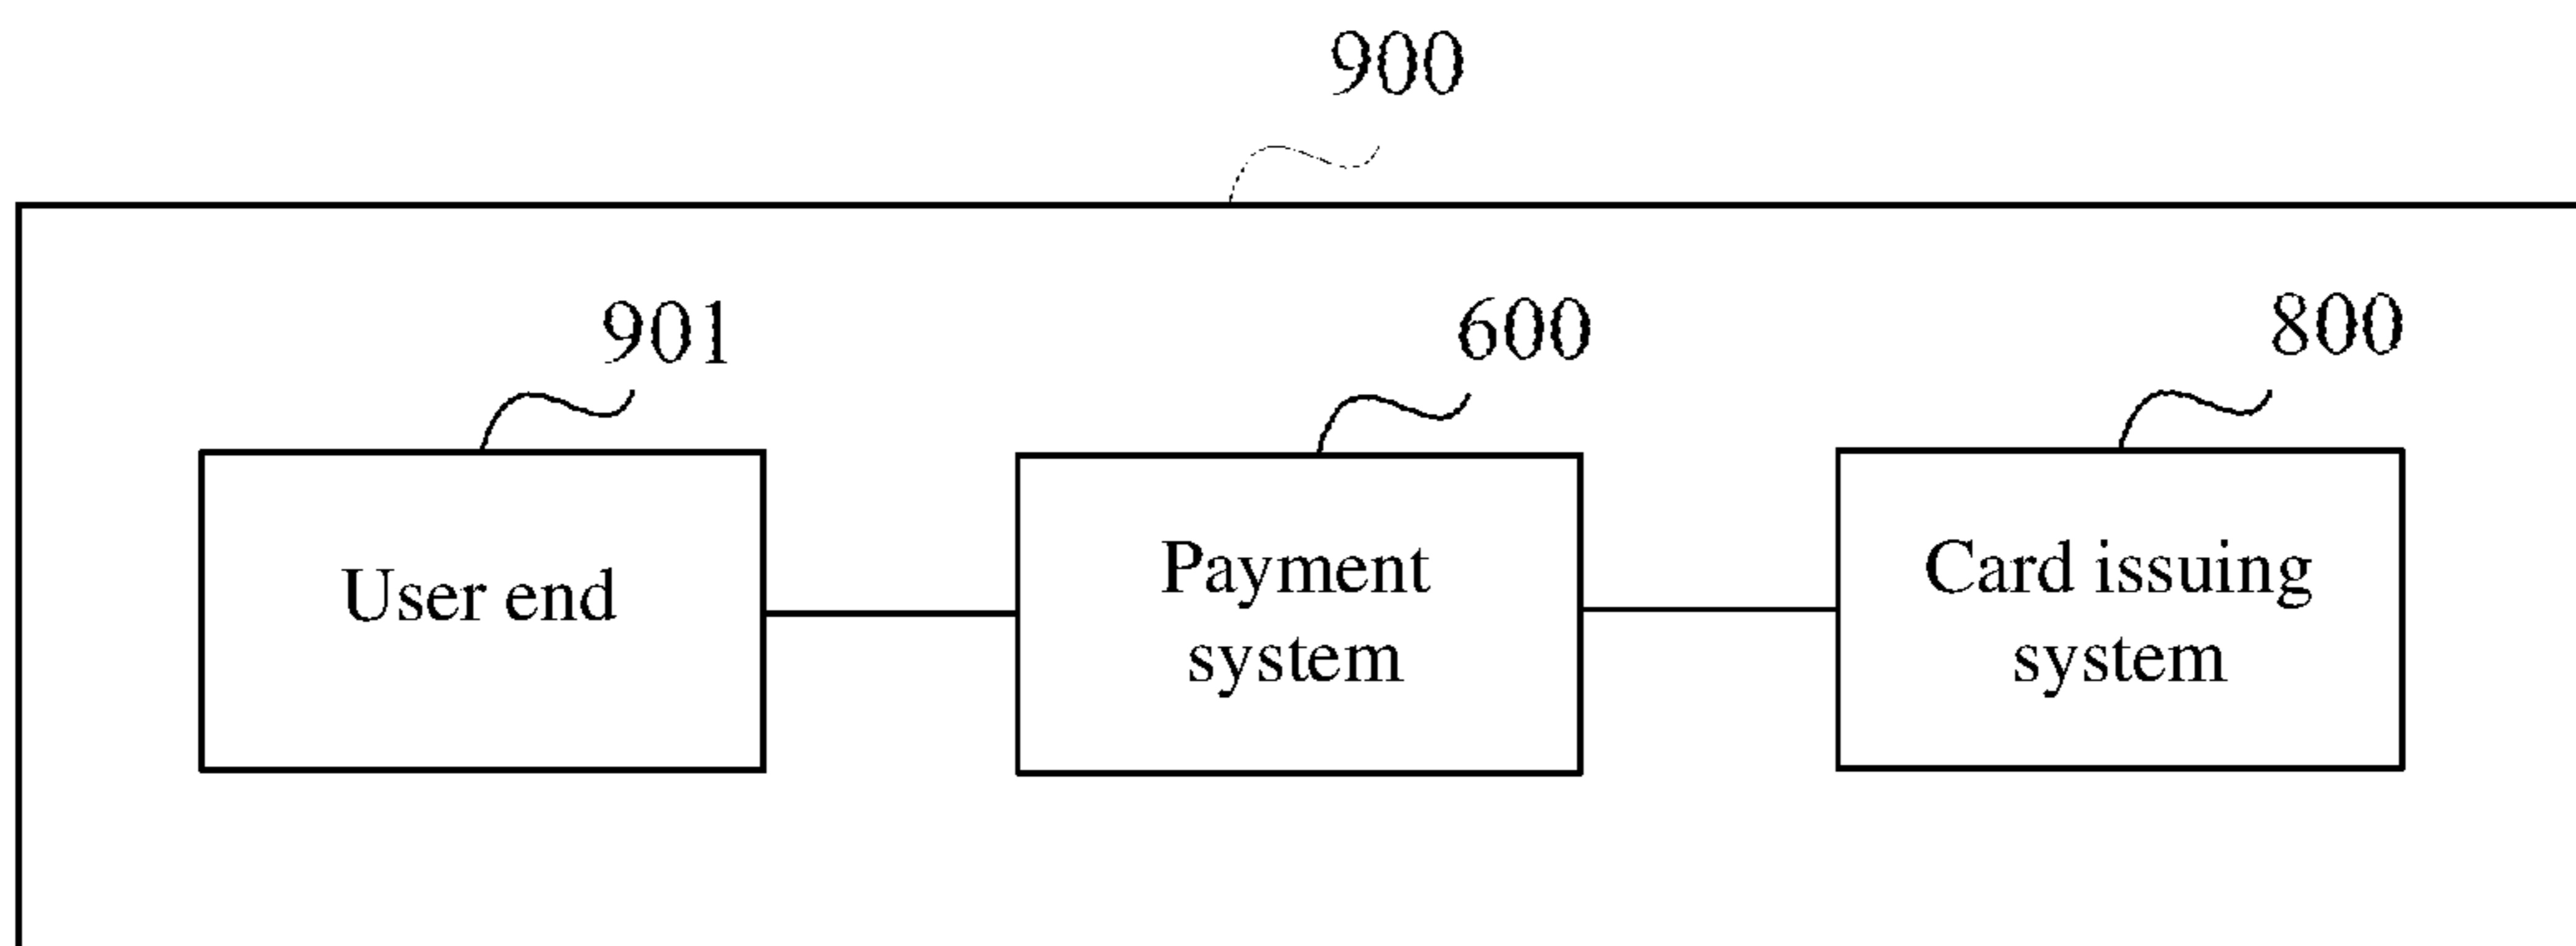 900
901
600
800
User end
Payment
system
Card issuing
system